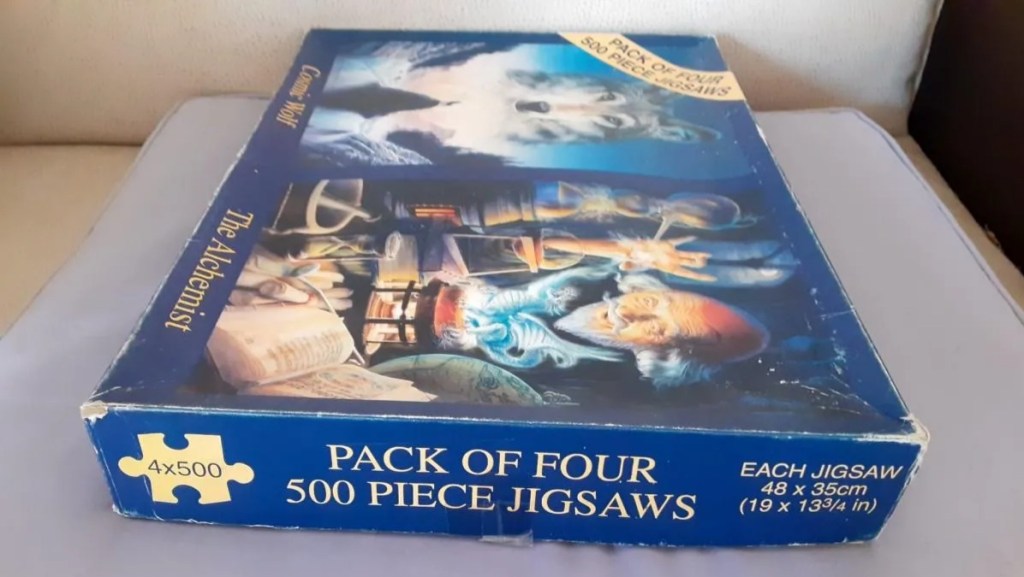 PACK OF FOUR
500 PIECE JIGSAWS
Cosmic Wolf
The Alchemist
4x500
PACK OF FOUR
500 PIECE JIGSAWS
EACH JIGSAW
48 x 35cm
(19 x 13¾ in)